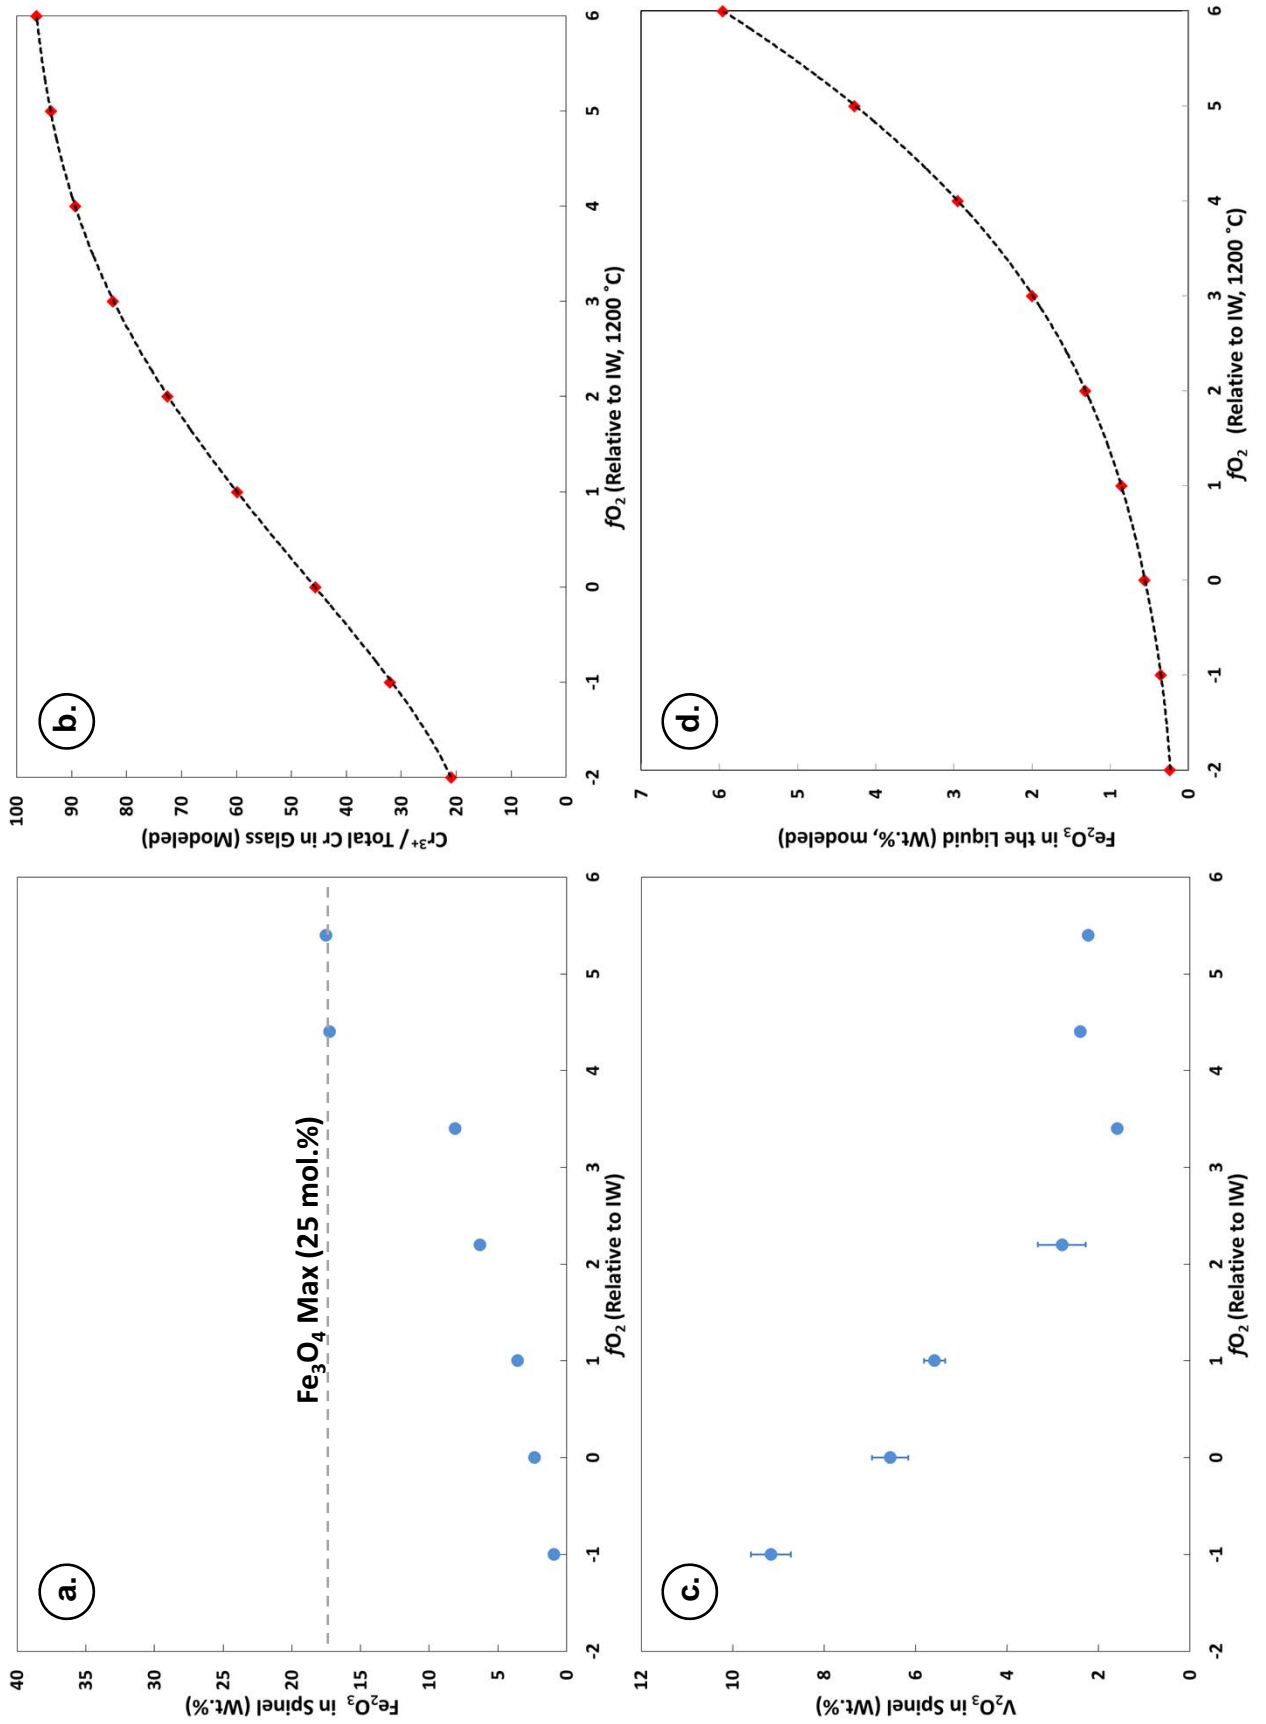 a.
40
35
30
25
20
15
10
5
0
Fe₂O₃ in Spinel (Wt.%)
Fe₃O₄ Max (25 mol.%)
-2 -1 0 1 2 3 4 5 6
fO₂ (Relative to IW)
b.
100
90
80
70
60
50
40
30
20
10
0
Cr³⁺/ Total Cr in Glass (Modeled)
-2 -1 0 1 2 3 4 5 6
fO₂ (Relative to IW, 1200 ˚C)
c.
12
10
8
6
4
2
0
V₂O₃ in Spinel (Wt.%)
-2 -1 0 1 2 3 4 5 6
fO₂ (Relative to IW)
d.
7
6
5
4
3
2
1
0
Fe₂O₃ in the Liquid (Wt.%, modeled)
-2 -1 0 1 2 3 4 5 6
fO₂ (Relative to IW, 1200 ˚C)